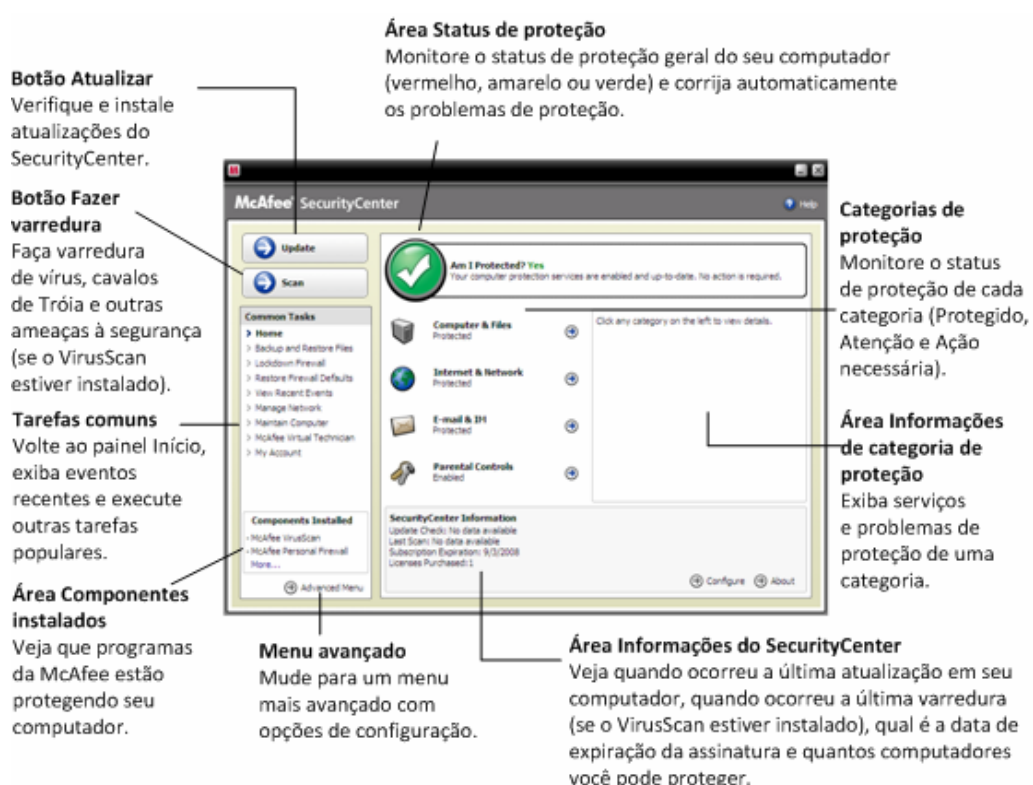 Área Status de proteção
Monitore o status de proteção geral do seu computador
(vermelho, amarelo ou verde) e corrija automaticamente
os problemas de proteção.
Botão Atualizar
Verifique e instale
atualizações do
SecurityCenter.
Botão Fazer
varredura
Faça varredura
de vírus, cavalos
de Tróia e outras
ameaças à segurança
(se o VirusScan
estiver instalado).
Tarefas comuns
Volte ao painel Início,
exiba eventos
recentes e execute
outras tarefas
populares.
Área Componentes
instalados
Veja que programas
da McAfee estão
protegendo seu
computador.
McAfee SecurityCenter
Help
Update
Scan
Common Tasks
> Home
> Backup and Restore Files
> Lockdown Firewall
> Restore Firewall Defaults
> View Recent Events
> Manage Network
> Maintain Computer
> McAfee Virtual Technician
> My Account
Components Installed
- McAfee VirusScan
- McAfee Personal Firewall
More...
Advanced Menu
Am I Protected? Yes
Your computer protection services are enabled and up-to-date. No action is required.
Computer & Files
Protected
Internet & Network
Protected
E-mail & IM
Protected
Parental Controls
Enabled
Click any category on the left to view details.
SecurityCenter Information
Update Check: No data available
Last Scan: No data available
Subscription Expiration: 9/3/2008
Licenses Purchased: 1
Configure
About
Categorias de
proteção
Monitore o status
de proteção de cada
categoria (Protegido,
Atenção e Ação
necessária).
Área Informações
de categoria de
proteção
Exiba serviços
e problemas de
proteção de uma
categoria.
Menu avançado
Mude para um menu
mais avançado com
opções de configuração.
Área Informações do SecurityCenter
Veja quando ocorreu a última atualização em seu
computador, quando ocorreu a última varredura
(se o VirusScan estiver instalado), qual é a data de
expiração da assinatura e quantos computadores
você pode proteger.